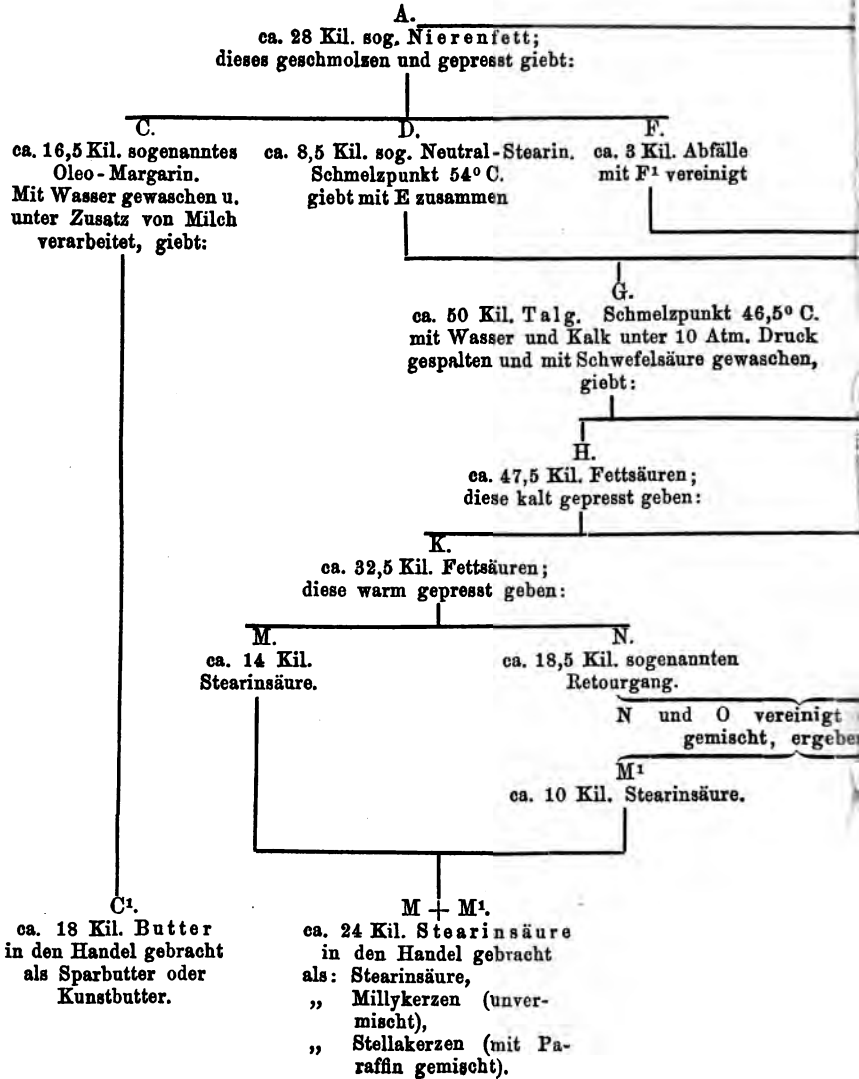 A.
ca. 28 Kil. sog. Nierenfett;
dieses geschmolzen und gepresst giebt:
C.
ca. 16,5 Kil. sogenanntes
Oleo-Margarin.
Mit Wasser gewaschen u.
unter Zusatz von Milch
verarbeitet, giebt:
D.
ca. 8,5 Kil. sog. Neutral-Stearin.
Schmelzpunkt 54° C.
giebt mit E zusammen
F.
ca. 3 Kil. Abfälle
mit F¹ vereinigt
G.
ca. 50 Kil. Talg. Schmelzpunkt 46,5° C.
mit Wasser und Kalk unter 10 Atm. Druck
gespalten und mit Schwefelsäure gewaschen,
giebt:
H.
ca. 47,5 Kil. Fettsäuren;
diese kalt gepresst geben:
K.
ca. 32,5 Kil. Fettsäuren;
diese warm gepresst geben:
M.
ca. 14 Kil.
Stearinsäure.
N.
ca. 18,5 Kil. sogenannten
Retourgang.
N und O vereinigt
gemischt, ergeben
M¹
ca. 10 Kil. Stearinsäure.
C¹.
ca. 18 Kil. Butter
in den Handel gebracht
als Sparbutter oder
Kunstbutter.
M + M¹.
ca. 24 Kil. Stearinsäure
in den Handel gebracht
als: Stearinsäure,
„ Millykerzen (unver-
mischt),
„ Stellakerzen (mit Pa-
raffin gemischt).